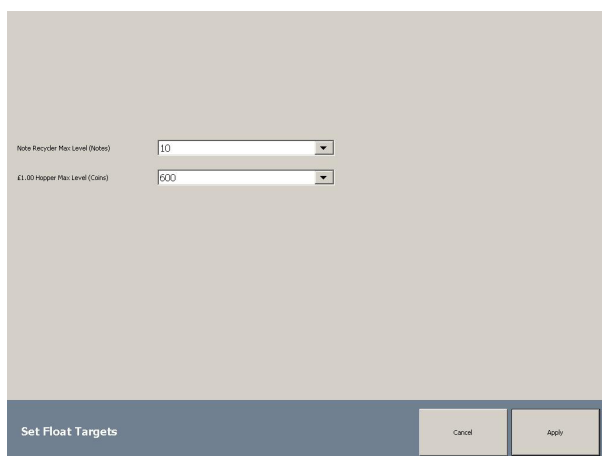 Note Recycler Max Level (Notes) 10
£1.00 Hopper Max Level (Coins) 600
Set Float Targets Cancel Apply